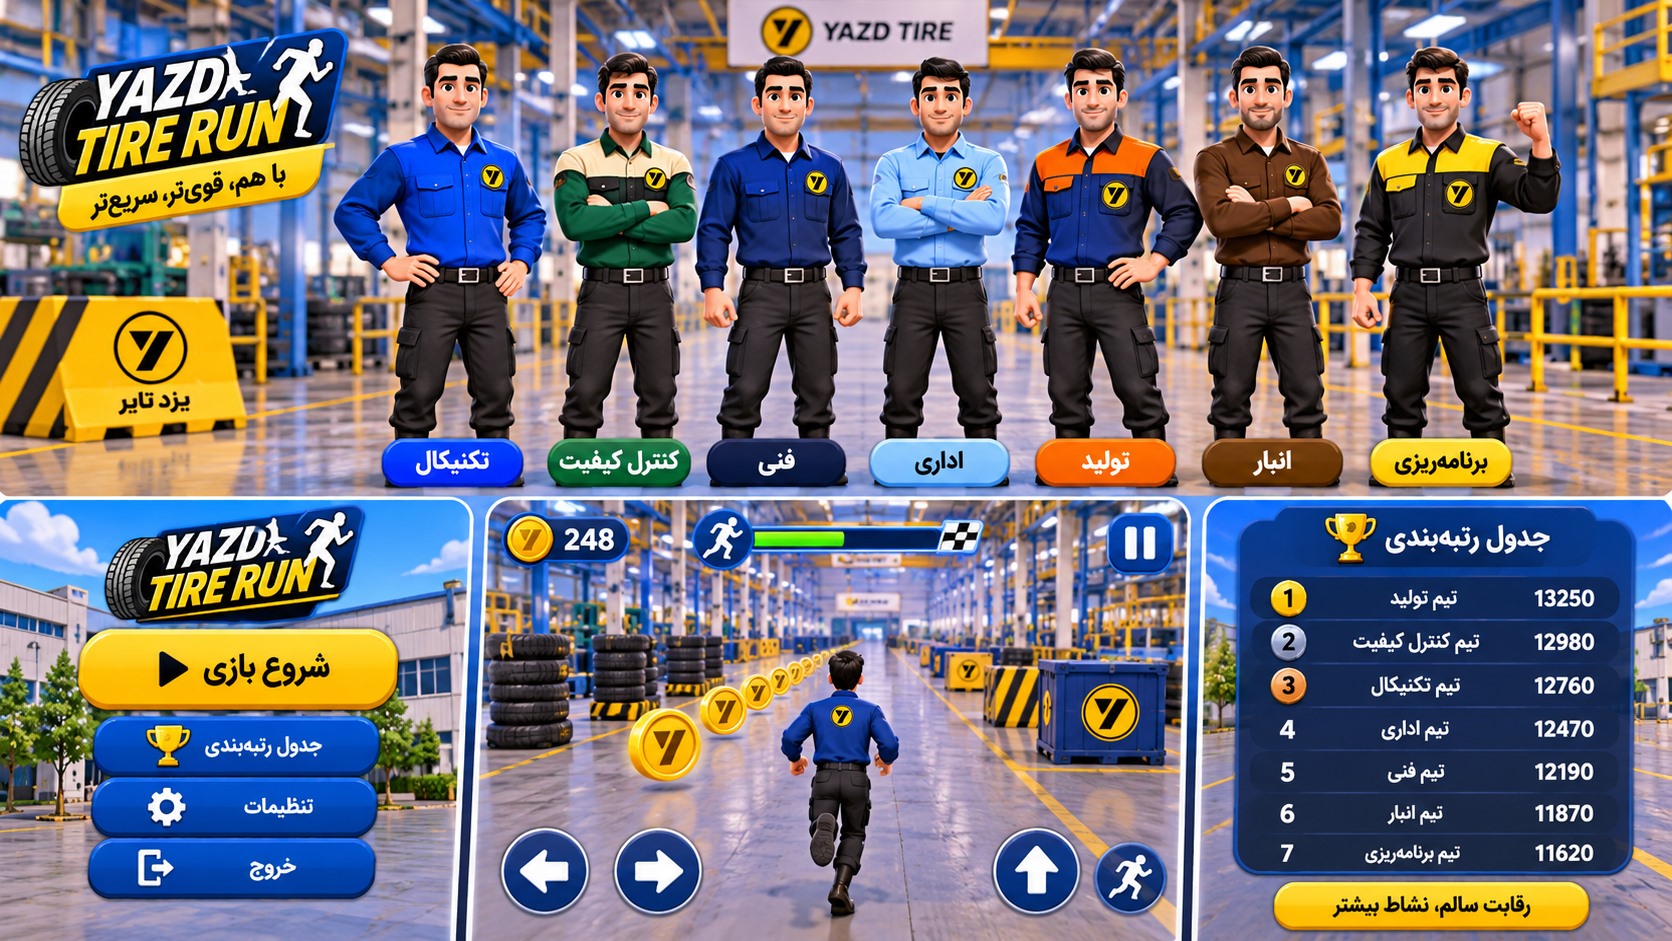 YAZD TIRE
YAZD
TIRE RUN
با هم، قوی‌تر، سریع‌تر
یزد تایر
تکنیکال
کنترل کیفیت
فنی
اداری
تولید
انبار
برنامه‌ریزی
YAZD
TIRE RUN
شروع بازی
جدول رتبه‌بندی
تنظیمات
خروج
248
جدول رتبه‌بندی
1 تیم تولید 13250
2 تیم کنترل کیفیت 12980
3 تیم تکنیکال 12760
4 تیم اداری 12470
5 تیم فنی 12190
6 تیم انبار 11870
7 تیم برنامه‌ریزی 11620
رقابت سالم، نشاط بیشتر